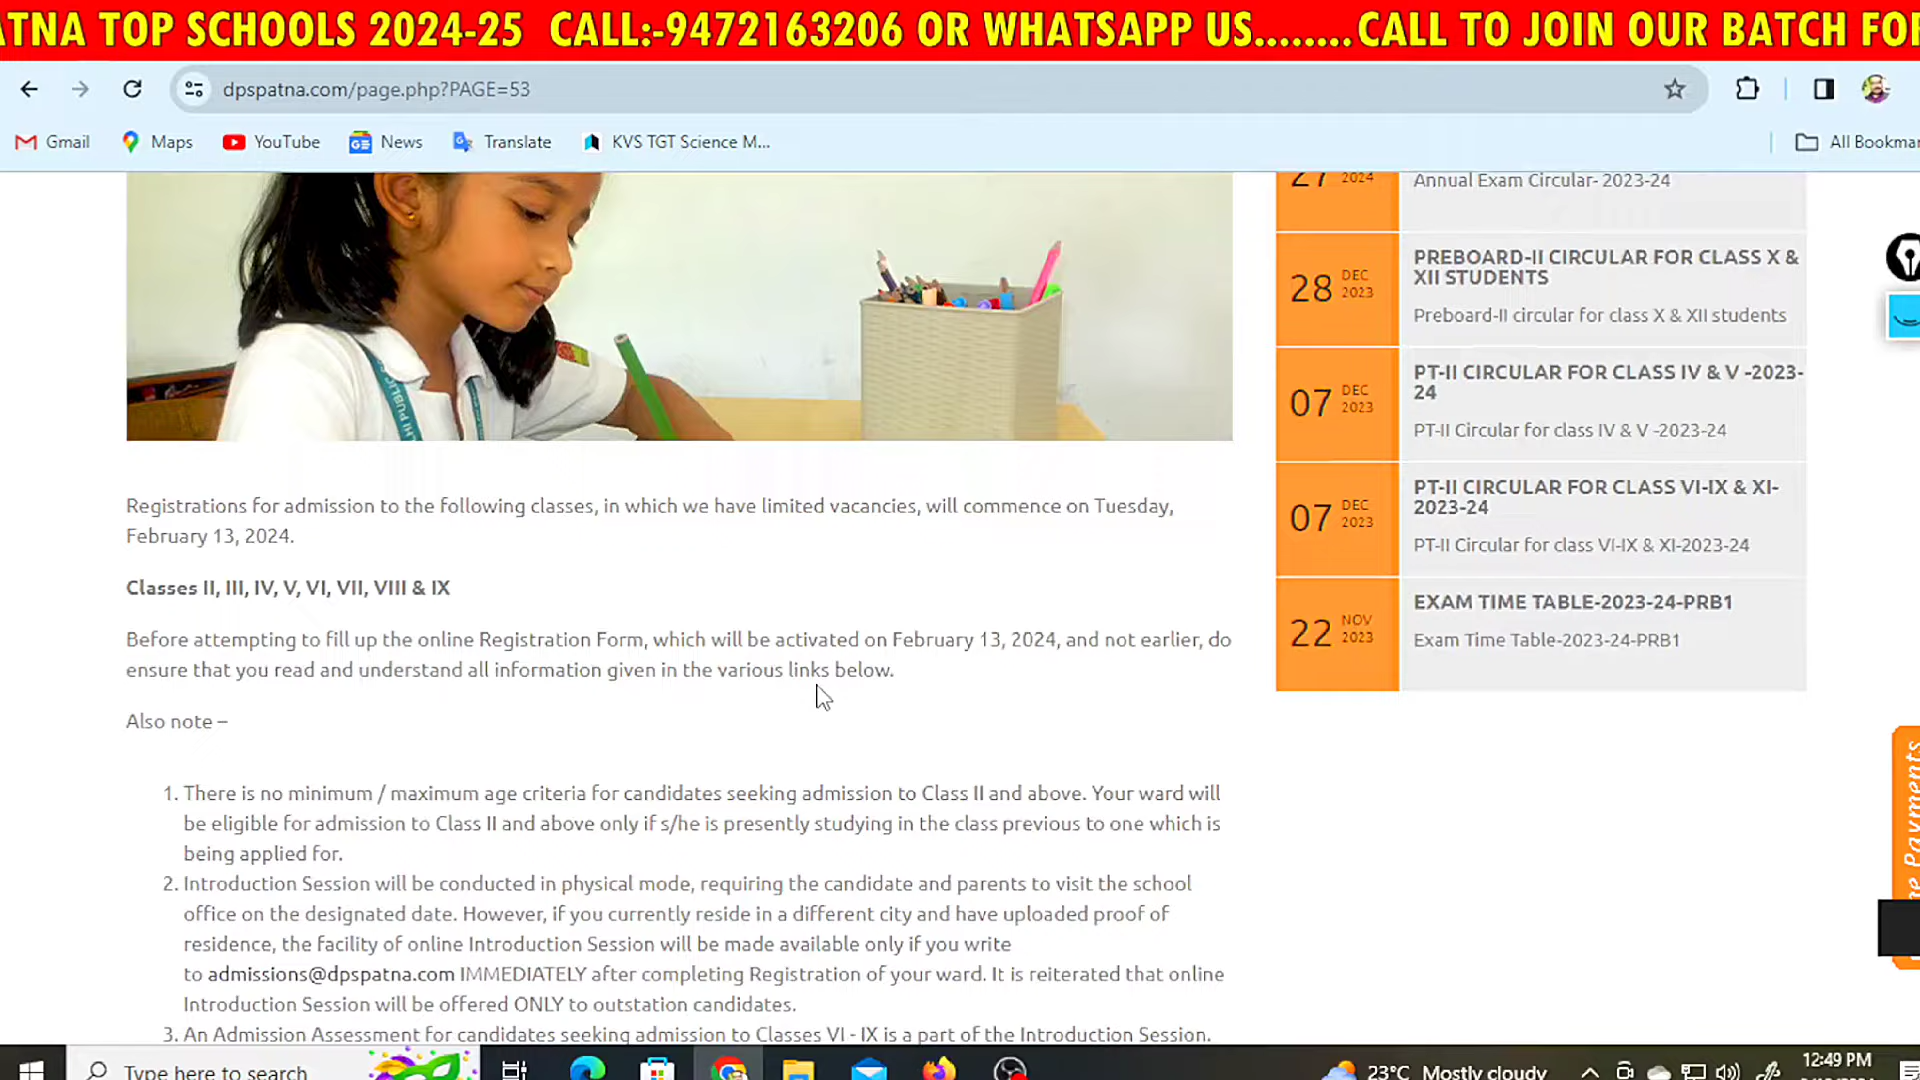 ATNA TOP SCHOOLS 2024-25 CALL:-9472163206 OR WHATSAPP US........CALL TO JOIN OUR BATCH FOR
dpspatna.com/page.php?PAGE=53
Gmail Maps YouTube News Translate KVS TGT Science M... All Bookmar
27 2024
Annual Exam Circular- 2023-24
28 DEC 2023
PREBOARD-II CIRCULAR FOR CLASS X &
XII STUDENTS
Preboard-II circular for class X & XII students
07 DEC 2023
PT-II CIRCULAR FOR CLASS IV & V -2023-
24
PT-II Circular for class IV & V -2023-24
07 DEC 2023
PT-II CIRCULAR FOR CLASS VI-IX & XI-
2023-24
PT-II Circular for class VI-IX & XI-2023-24
22 NOV 2023
EXAM TIME TABLE-2023-24-PRB1
Exam Time Table-2023-24-PRB1
Registrations for admission to the following classes, in which we have limited vacancies, will commence on Tuesday,
February 13, 2024.
Classes II, III, IV, V, VI, VII, VIII & IX
Before attempting to fill up the online Registration Form, which will be activated on February 13, 2024, and not earlier, do
ensure that you read and understand all information given in the various links below.
Also note –
1. There is no minimum / maximum age criteria for candidates seeking admission to Class II and above. Your ward will
be eligible for admission to Class II and above only if s/he is presently studying in the class previous to one which is
being applied for.
2. Introduction Session will be conducted in physical mode, requiring the candidate and parents to visit the school
office on the designated date. However, if you currently reside in a different city and have uploaded proof of
residence, the facility of online Introduction Session will be made available only if you write
to admissions@dpspatna.com IMMEDIATELY after completing Registration of your ward. It is reiterated that online
Introduction Session will be offered ONLY to outstation candidates.
3. An Admission Assessment for candidates seeking admission to Classes VI - IX is a part of the Introduction Session.
Payments
Type here to search
23°C Mostly cloudy
12:49 PM